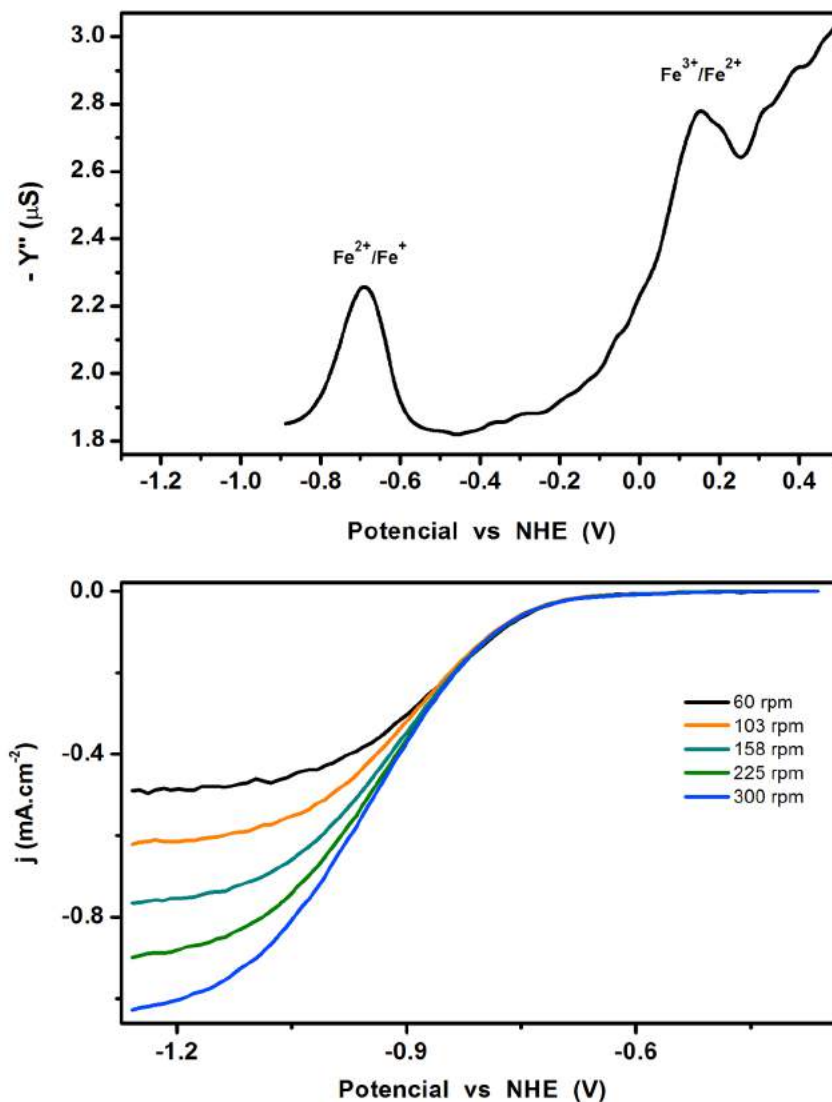 3.0
2.8
2.6
2.4
2.2
2.0
1.8
- Y'' (μS)
Fe³⁺/Fe²⁺
Fe²⁺/Fe⁺
-1.2 -1.0 -0.8 -0.6 -0.4 -0.2 0.0 0.2 0.4
Potencial vs NHE (V)
0.0
-0.4
-0.8
j (mA.cm⁻²)
60 rpm
103 rpm
158 rpm
225 rpm
300 rpm
-1.2 -0.9 -0.6
Potencial vs NHE (V)